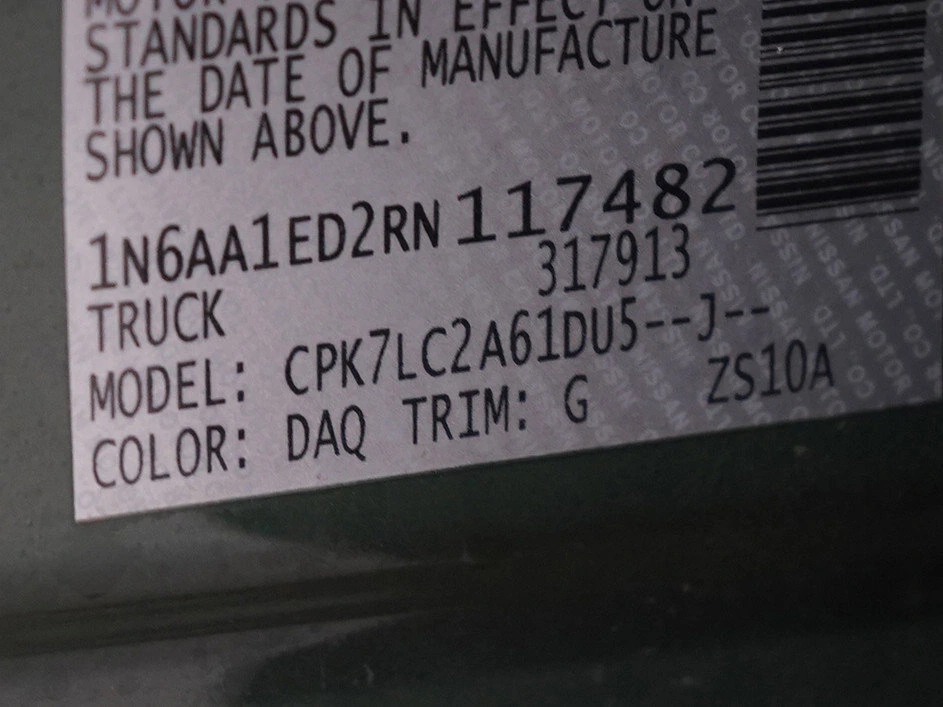 MOTOR
STANDARDS IN EFFECT ON
THE DATE OF MANUFACTURE
SHOWN ABOVE.
1N6AA1ED2RN117482
317913
TRUCK
MODEL: CPK7LC2A61DU5--J--
COLOR: DAQ TRIM: G ZS10A